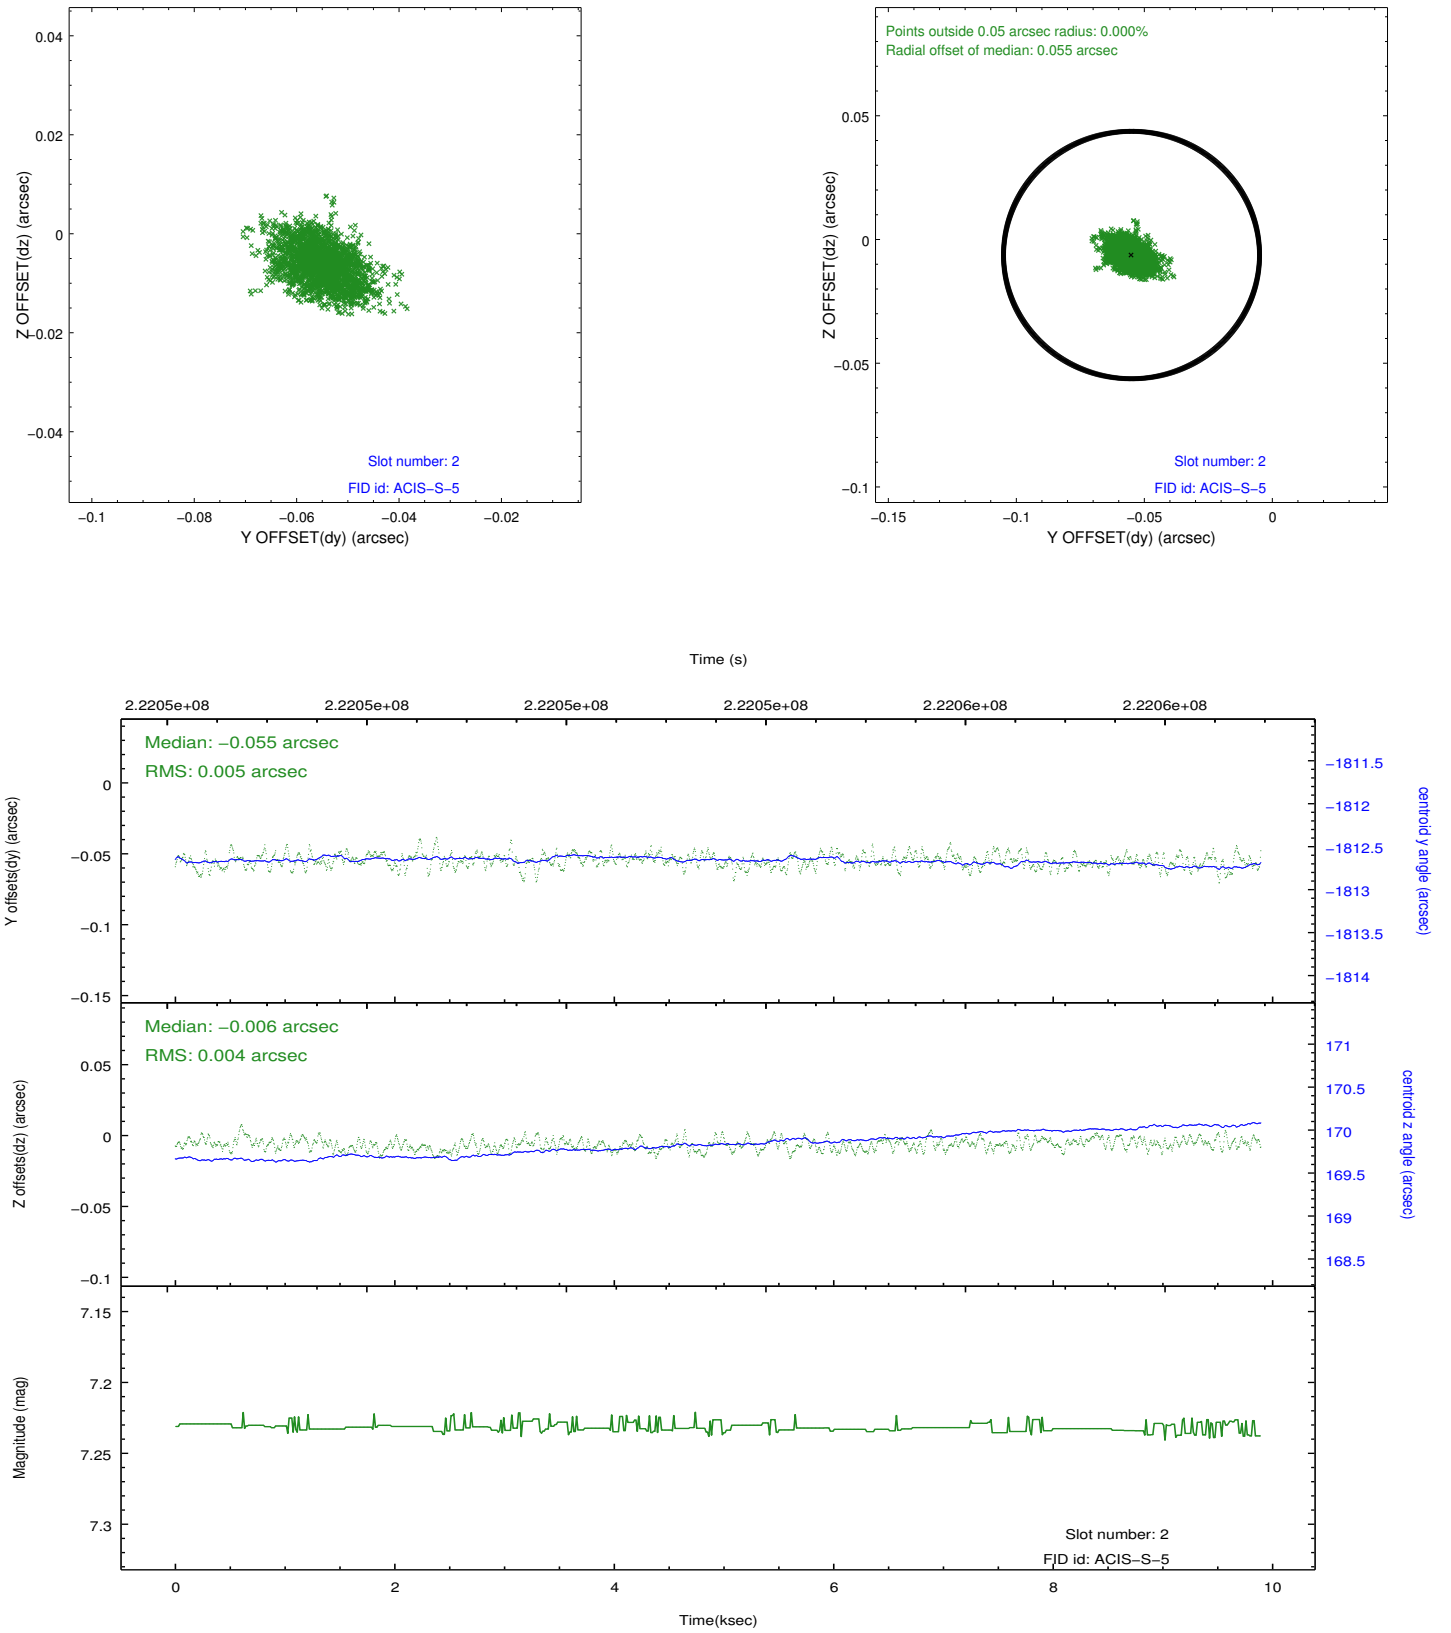 0.04
0.02
0
−0.02
−0.04
Z OFFSET(dz) (arcsec)
Slot number: 2
FID id: ACIS−S−5
−0.1
−0.08
−0.06
−0.04
−0.02
Y OFFSET(dy) (arcsec)
Points outside 0.05 arcsec radius: 0.000%
Radial offset of median: 0.055 arcsec
0.05
0
−0.05
−0.1
Z OFFSET(dz) (arcsec)
Slot number: 2
FID id: ACIS−S−5
−0.15
−0.1
−0.05
0
Y OFFSET(dy) (arcsec)
Time (s)
2.2205e+08
2.2205e+08
2.2205e+08
2.2205e+08
2.2206e+08
2.2206e+08
Median: −0.055 arcsec
RMS: 0.005 arcsec
0
−0.05
−0.1
−0.15
Y offsets(dy) (arcsec)
−1811.5
−1812
−1812.5
−1813
−1813.5
−1814
centroid y angle (arcsec)
Median: −0.006 arcsec
RMS: 0.004 arcsec
0.05
0
−0.05
−0.1
Z offsets(dz) (arcsec)
171
170.5
170
169.5
169
168.5
centroid z angle (arcsec)
7.15
7.2
7.25
7.3
Magnitude (mag)
Slot number: 2
FID id: ACIS−S−5
0
2
4
6
8
10
Time(ksec)